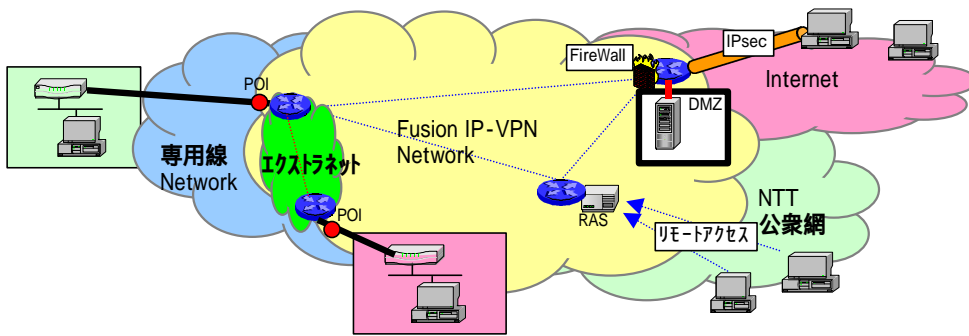 IPsec
FireWall
Internet
POI
DMZ
Fusion IP-VPN
Network
専用線
Network
ｴｸｽﾄﾗﾈｯﾄ
NTT
公衆網
RAS
POI
ﾘﾓｰﾄｱｸｾｽ